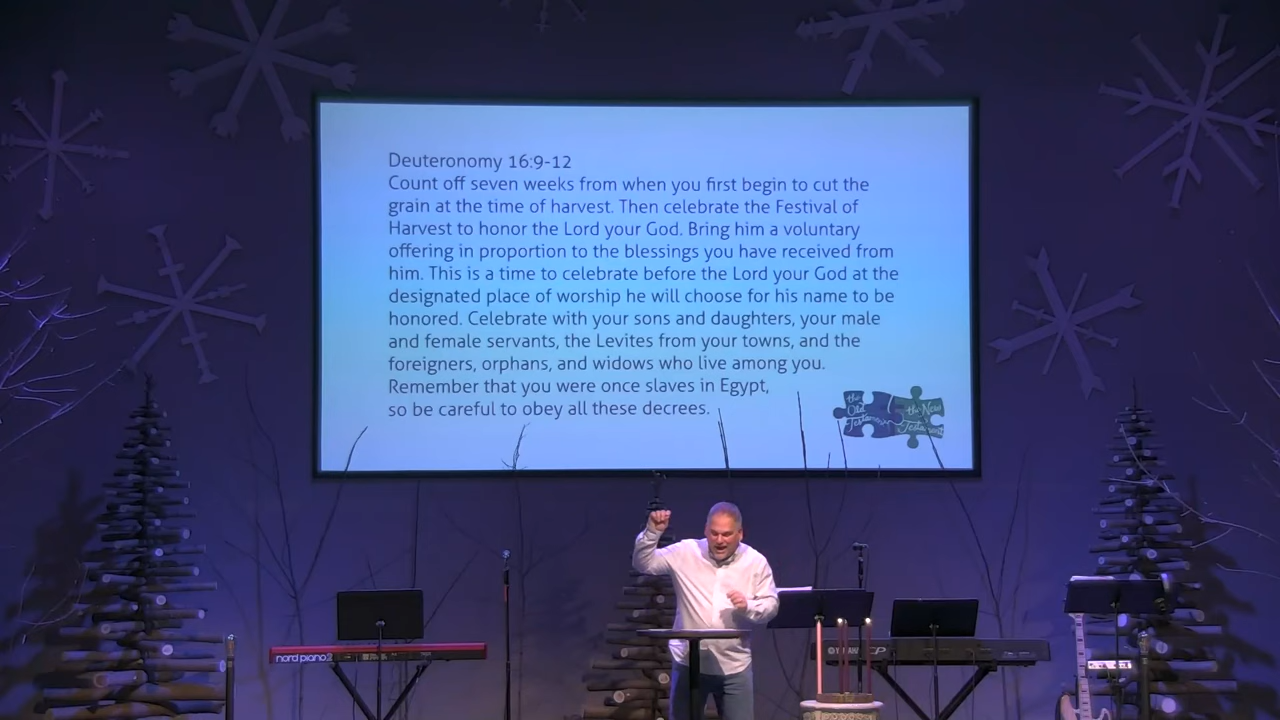 Deuteronomy 16:9-12
Count off seven weeks from when you first begin to cut the
grain at the time of harvest. Then celebrate the Festival of
Harvest to honor the Lord your God. Bring him a voluntary
offering in proportion to the blessings you have received from
him. This is a time to celebrate before the Lord your God at the
designated place of worship he will choose for his name to be
honored. Celebrate with your sons and daughters, your male
and female servants, the Levites from your towns, and the
foreigners, orphans, and widows who live among you.
Remember that you were once slaves in Egypt,
so be careful to obey all these decrees.
the
Old
Testament
the New
Testament
nord piano
YAMAHA CP